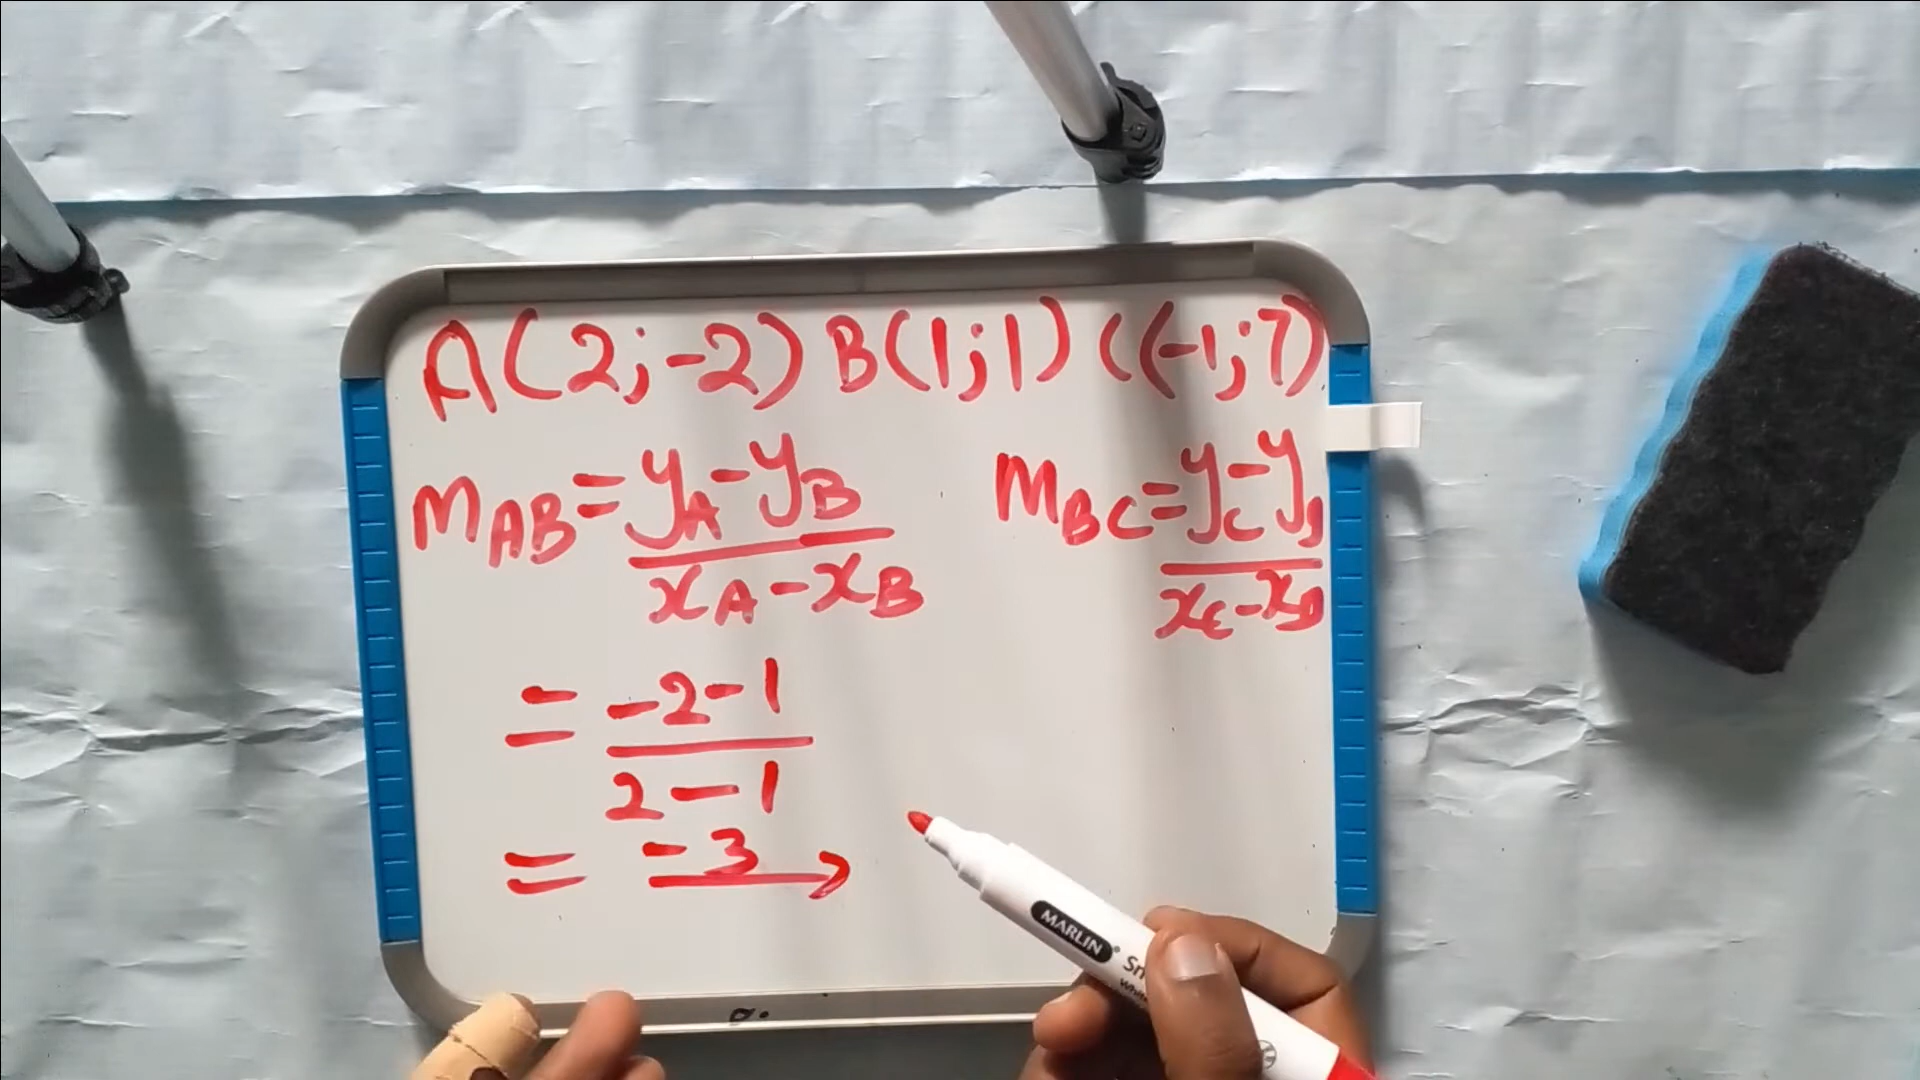 A(2;-2) B(1;1) C(-1;7)
mAB = yA-yB
xA-xB
mBC = yC-yB
xC-xB
= -2-1
2-1
= -3
MARLIN